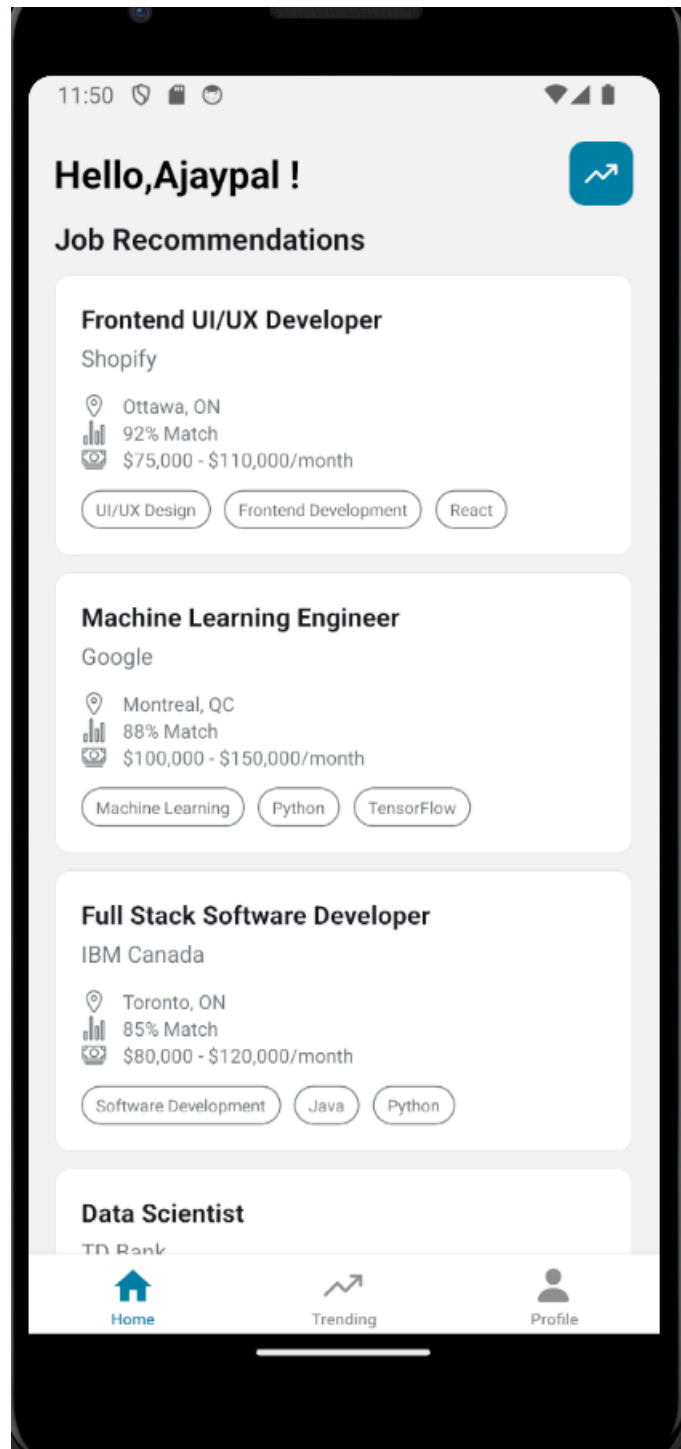 11:50
Hello,Ajaypal !
Job Recommendations
Frontend UI/UX Developer
Shopify
Ottawa, ON
92% Match
$75,000 - $110,000/month
UI/UX Design Frontend Development React
Machine Learning Engineer
Google
Montreal, QC
88% Match
$100,000 - $150,000/month
Machine Learning Python TensorFlow
Full Stack Software Developer
IBM Canada
Toronto, ON
85% Match
$80,000 - $120,000/month
Software Development Java Python
Data Scientist
TD Bank
Home Trending Profile